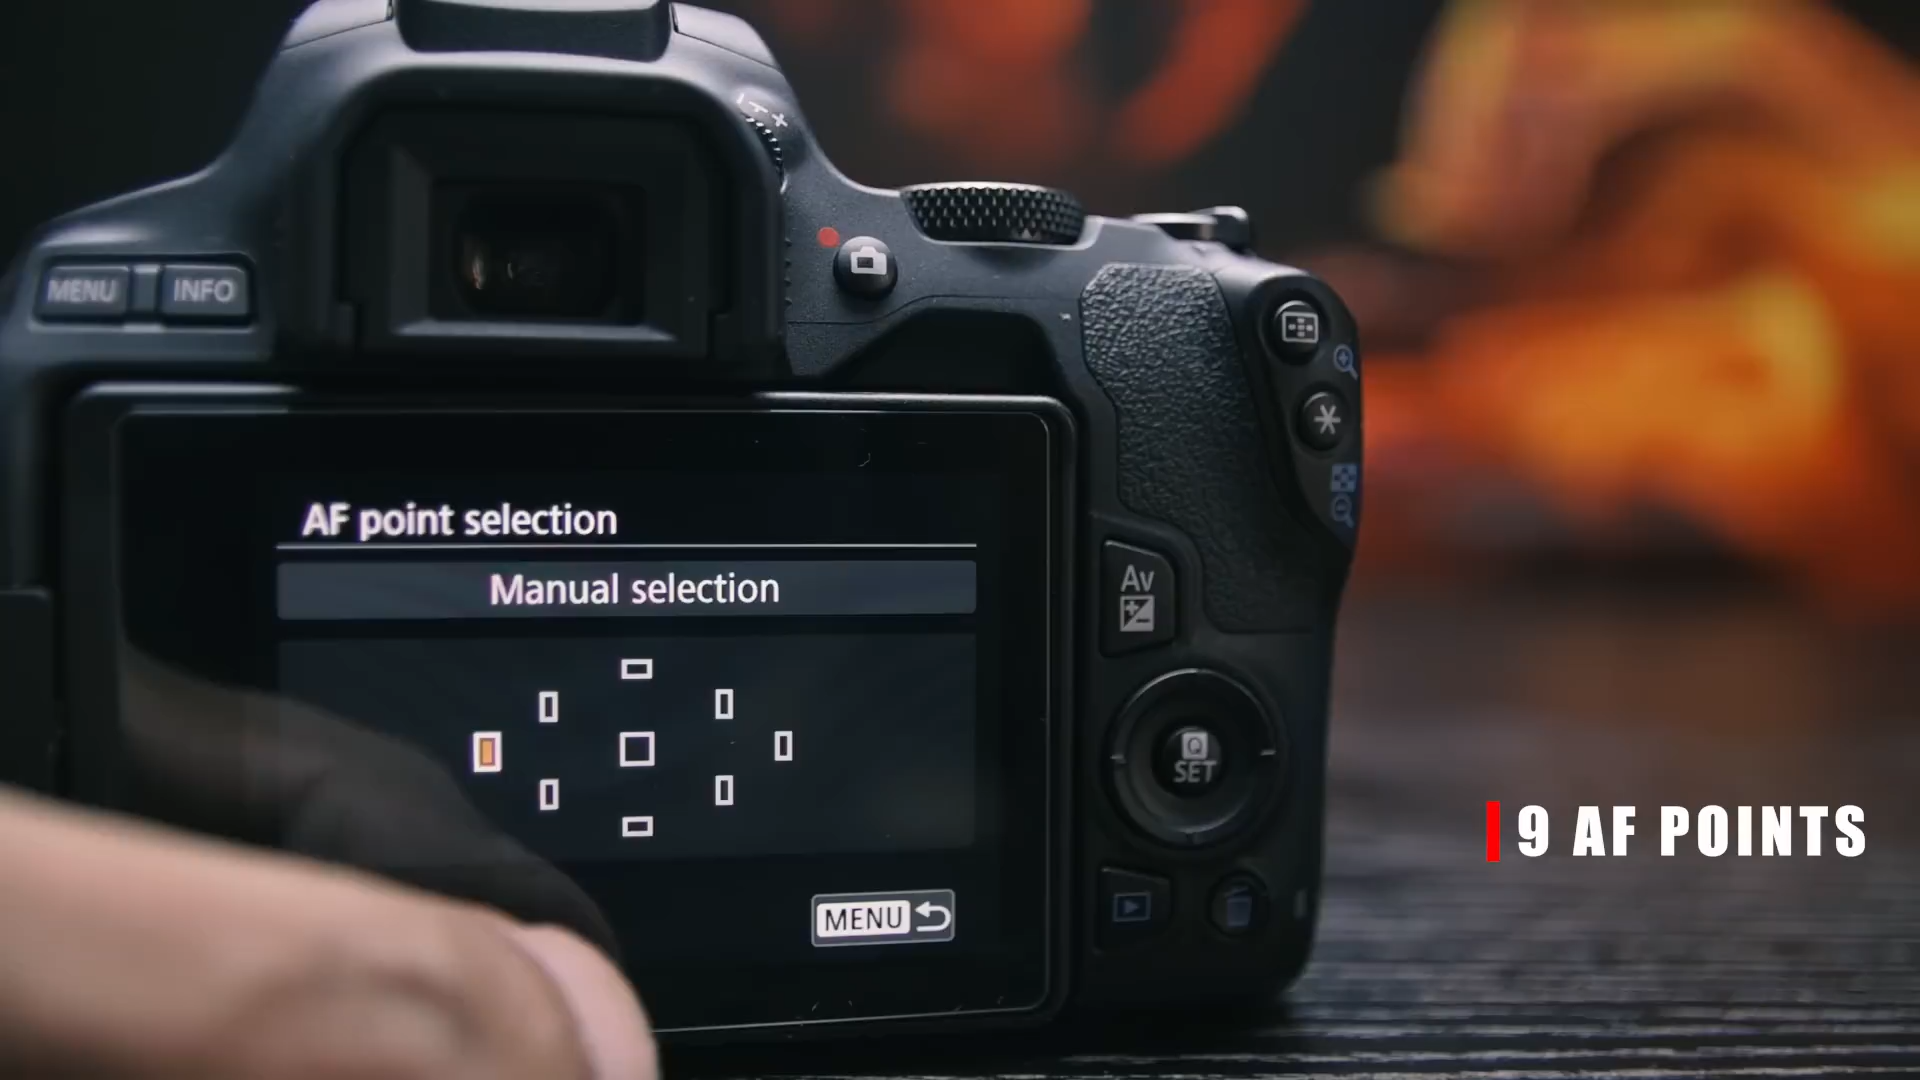 MENU INFO
AF point selection
Manual selection
Av
Q
SET
9 AF POINTS
MENU